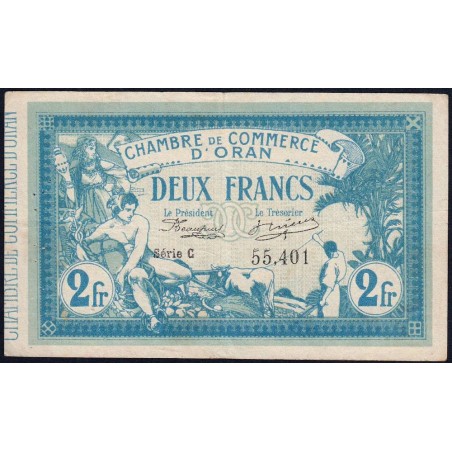 CHAMBRE DE COMMERCE D'ORAN
CHAMBRE DE COMMERCE
D'ORAN
DEUX FRANCS
Le Président Le Trésorier
Série C 55,401
2fr 2fr